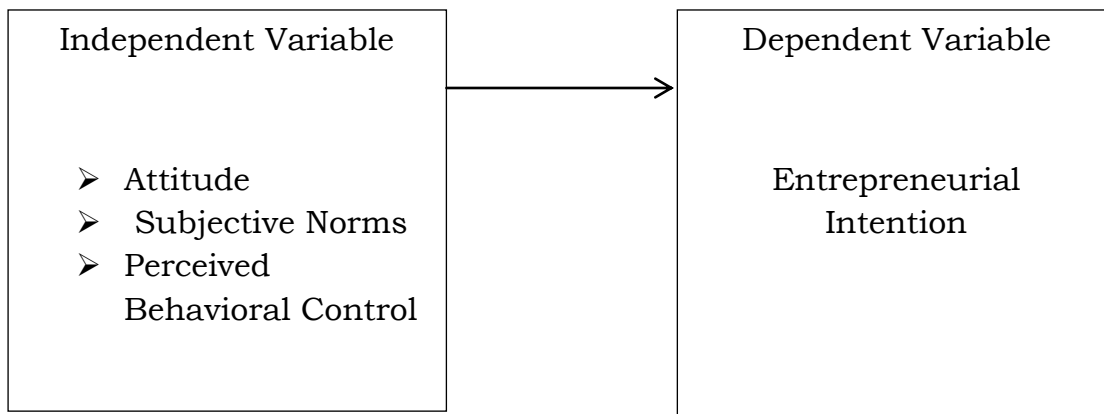 Independent Variable
➢ Attitude
➢ Subjective Norms
➢ Perceived
Behavioral Control
Dependent Variable
Entrepreneurial
Intention